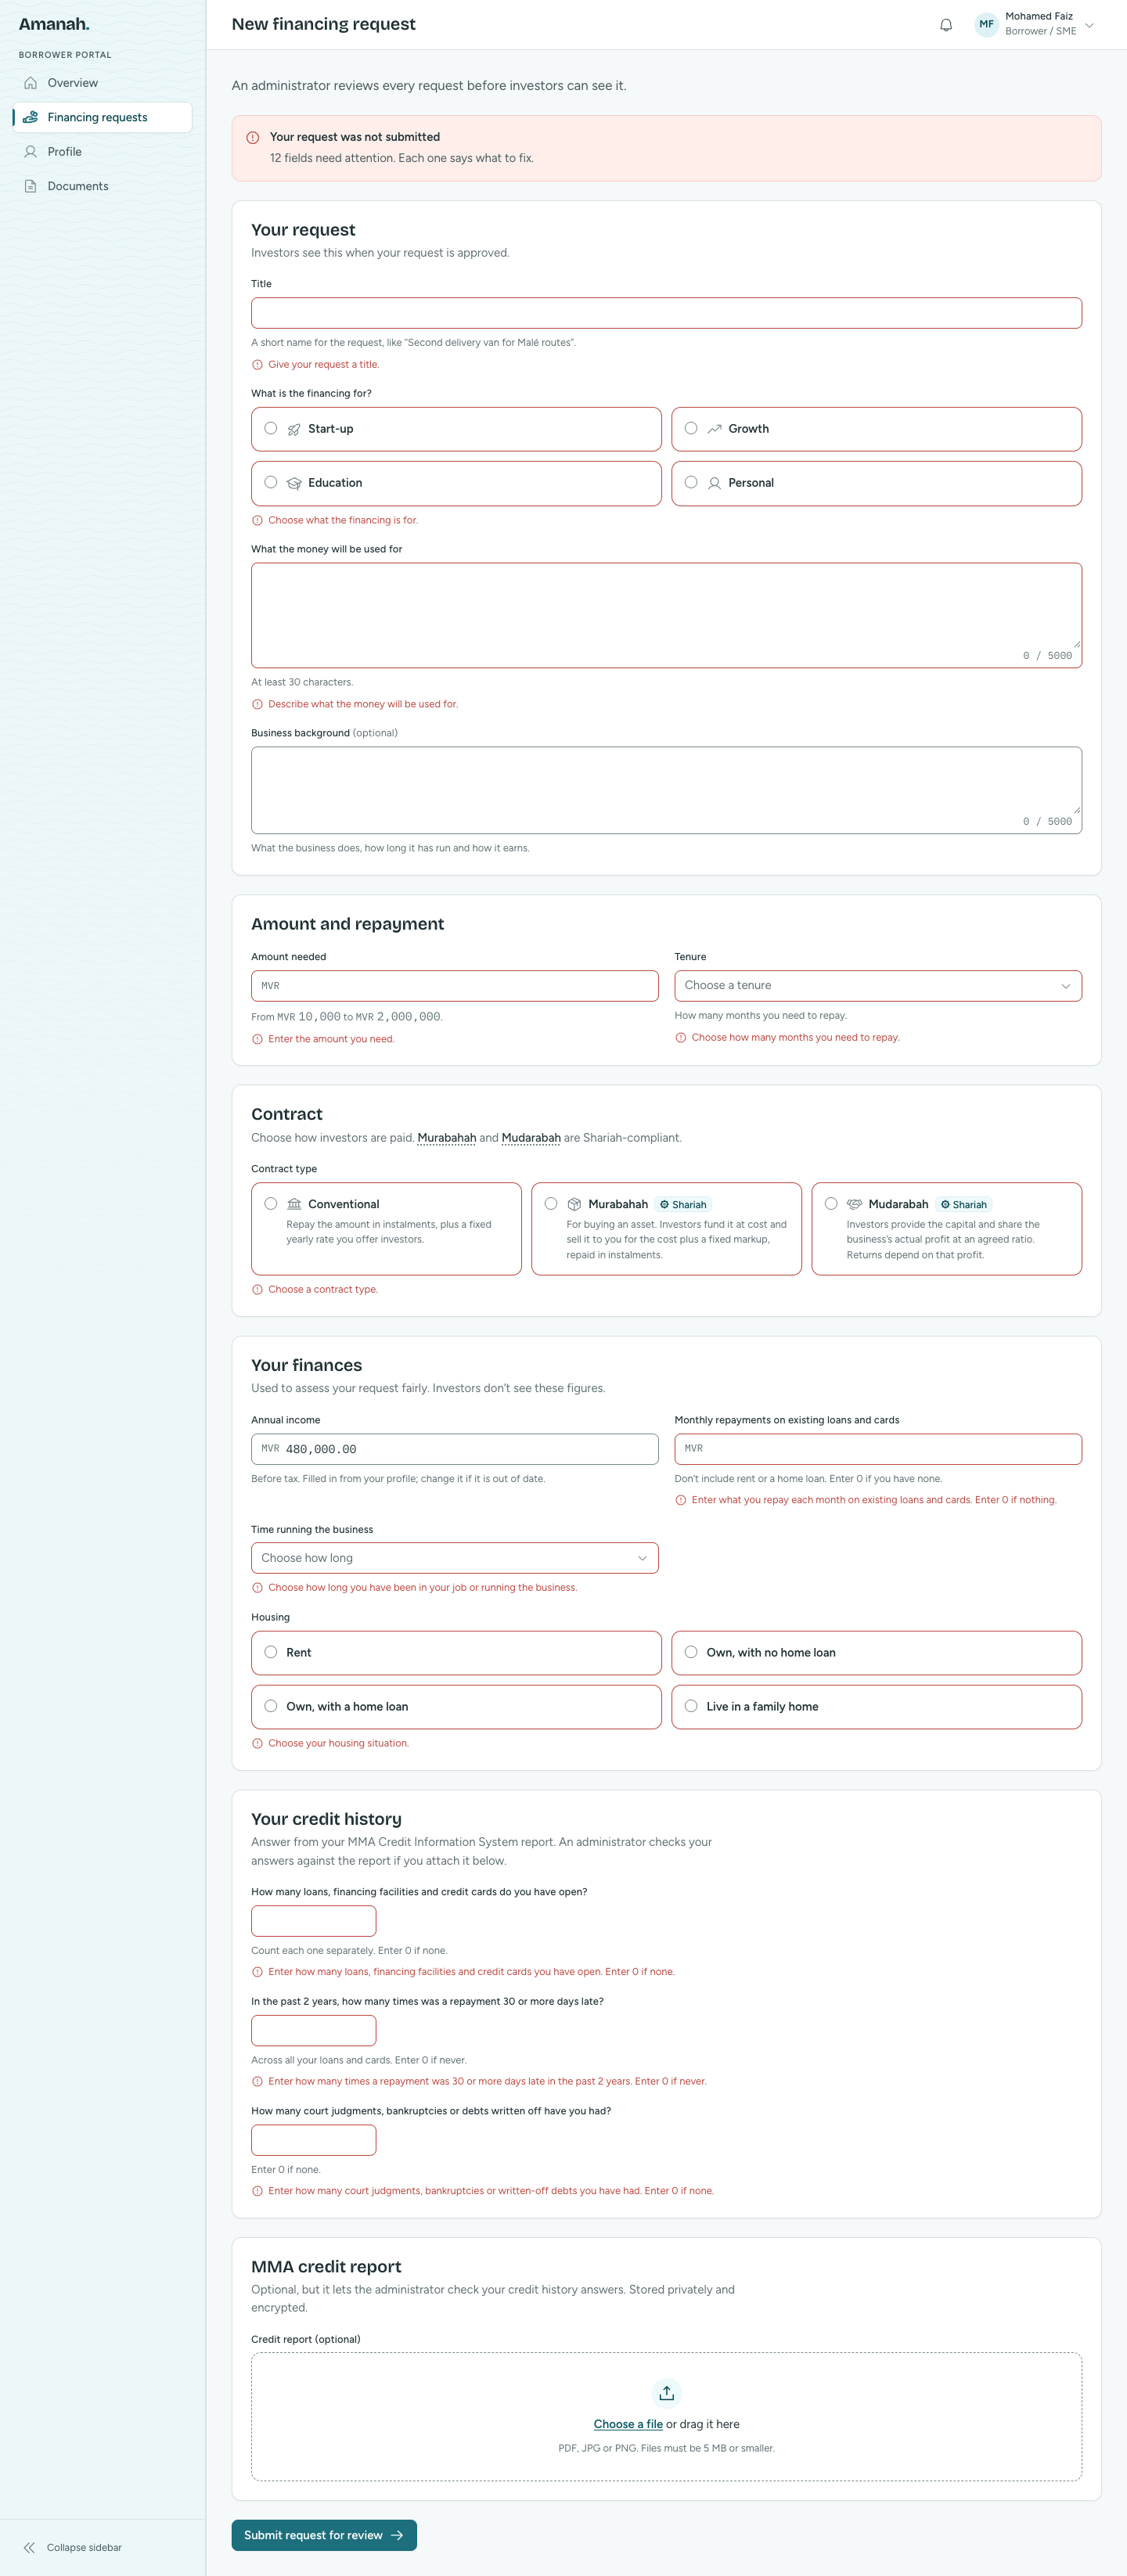 Amanah.
BORROWER PORTAL
Overview
Financing requests
Profile
Documents
Collapse sidebar
New financing request
MF
Mohamed Faiz
Borrower / SME
An administrator reviews every request before investors can see it.
Your request was not submitted
12 fields need attention. Each one says what to fix.
Your request
Investors see this when your request is approved.
Title
A short name for the request, like “Second delivery van for Malé routes”.
Give your request a title.
What is the financing for?
Start-up
Growth
Education
Personal
Choose what the financing is for.
What the money will be used for
0 / 5000
At least 30 characters.
Describe what the money will be used for.
Business background (optional)
0 / 5000
What the business does, how long it has run and how it earns.
Amount and repayment
Amount needed
MVR
From MVR 10,000 to MVR 2,000,000.
Enter the amount you need.
Tenure
Choose a tenure
How many months you need to repay.
Choose how many months you need to repay.
Contract
Choose how investors are paid. Murabahah and Mudarabah are Shariah-compliant.
Contract type
Conventional
Repay the amount in instalments, plus a fixed
yearly rate you offer investors.
Murabahah Shariah
For buying an asset. Investors fund it at cost and
sell it to you for the cost plus a fixed markup,
repaid in instalments.
Mudarabah Shariah
Investors provide the capital and share the
business’s actual profit at an agreed ratio.
Returns depend on that profit.
Choose a contract type.
Your finances
Used to assess your request fairly. Investors don’t see these figures.
Annual income
MVR 480,000.00
Before tax. Filled in from your profile; change it if it is out of date.
Monthly repayments on existing loans and cards
MVR
Don’t include rent or a home loan. Enter 0 if you have none.
Enter what you repay each month on existing loans and cards. Enter 0 if nothing.
Time running the business
Choose how long
Choose how long you have been in your job or running the business.
Housing
Rent
Own, with no home loan
Own, with a home loan
Live in a family home
Choose your housing situation.
Your credit history
Answer from your MMA Credit Information System report. An administrator checks your
answers against the report if you attach it below.
How many loans, financing facilities and credit cards do you have open?
Count each one separately. Enter 0 if none.
Enter how many loans, financing facilities and credit cards you have open. Enter 0 if none.
In the past 2 years, how many times was a repayment 30 or more days late?
Across all your loans and cards. Enter 0 if never.
Enter how many times a repayment was 30 or more days late in the past 2 years. Enter 0 if never.
How many court judgments, bankruptcies or debts written off have you had?
Enter 0 if none.
Enter how many court judgments, bankruptcies or written-off debts you have had. Enter 0 if none.
MMA credit report
Optional, but it lets the administrator check your credit history answers. Stored privately and
encrypted.
Credit report (optional)
Choose a file or drag it here
PDF, JPG or PNG. Files must be 5 MB or smaller.
Submit request for review